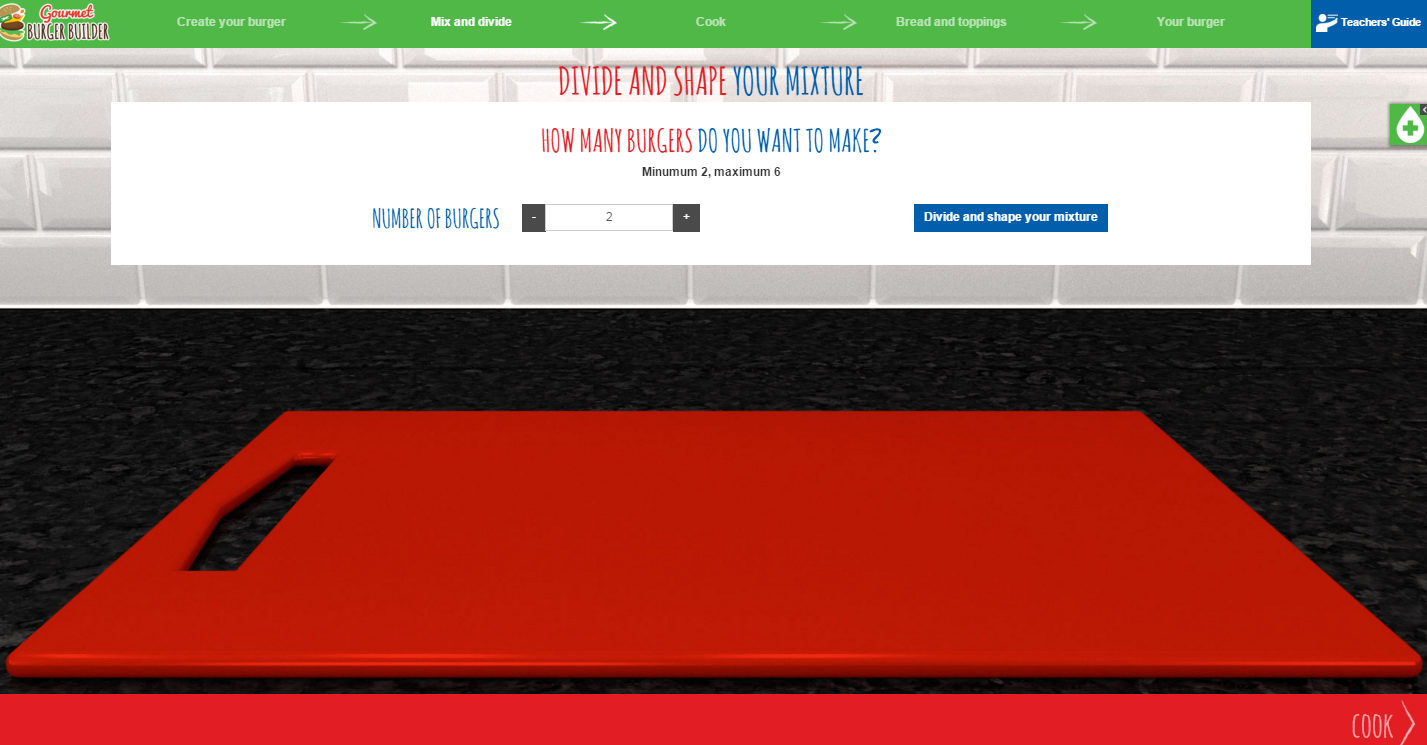 Gourmet
BURGER BUILDER
Create your burger
Mix and divide
Cook
Bread and toppings
Your burger
Teachers' Guide
DIVIDE AND SHAPE YOUR MIXTURE
HOW MANY BURGERS DO YOU WANT TO MAKE?
Minumum 2, maximum 6
NUMBER OF BURGERS - 2 +
Divide and shape your mixture
COOK